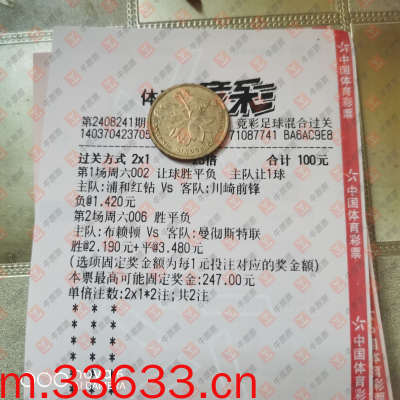 体 竞彩
第2408241期 竞彩足球混合过关
71087741 BA6AC9E8
过关方式 2x1 倍 合计 100元
第1场周六002 让球胜平负 主队让1球
主队:浦和红钻 Vs 客队:川崎前锋
负@1.420元
第2场周六006 胜平负
主队:布赖顿 Vs 客队:曼彻斯特联
胜@2.190元+平@3.480元
(选项固定奖金额为每1元投注对应的奖金额)
本票最高可能固定奖金:247.00元
单倍注数:2x1*2注;共2注
中国体育彩票
中国体育彩票
m.39633.cn